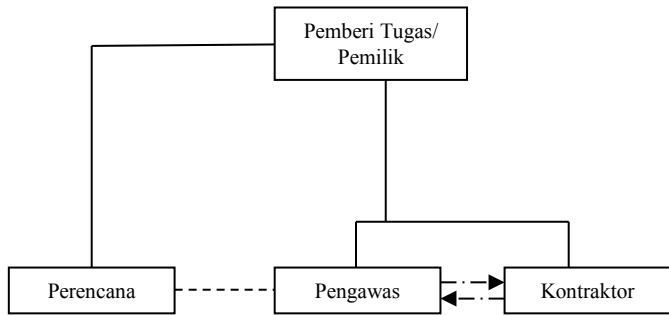 Pemberi Tugas/
Pemilik
Perencana
Pengawas
Kontraktor